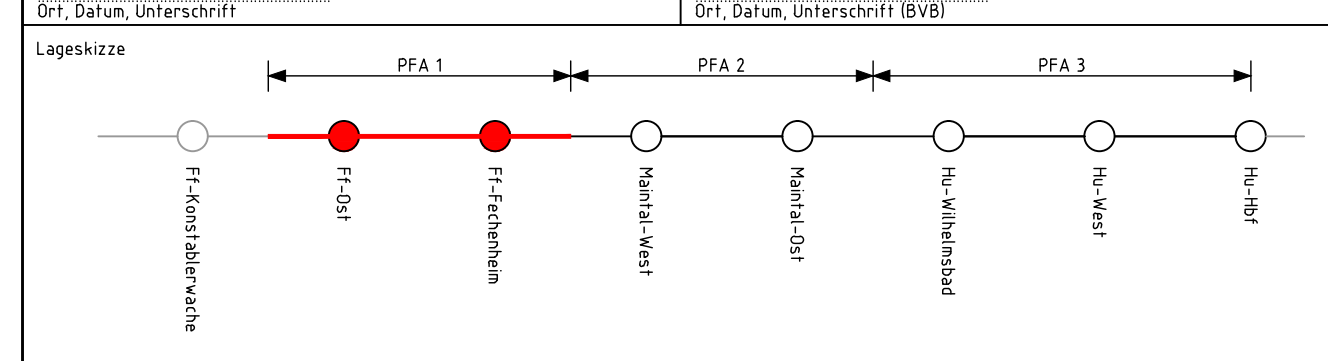 Ort, Datum, Unterschrift
Ort, Datum, Unterschrift (BVB)
Lageskizze
PFA 1
PFA 2
PFA 3
Ff-Konstablerwache
Ff-Ost
Ff-Fechenheim
Maintal-West
Maintal-Ost
Hu-Wilhelmsbad
Hu-West
Hu-Hbf